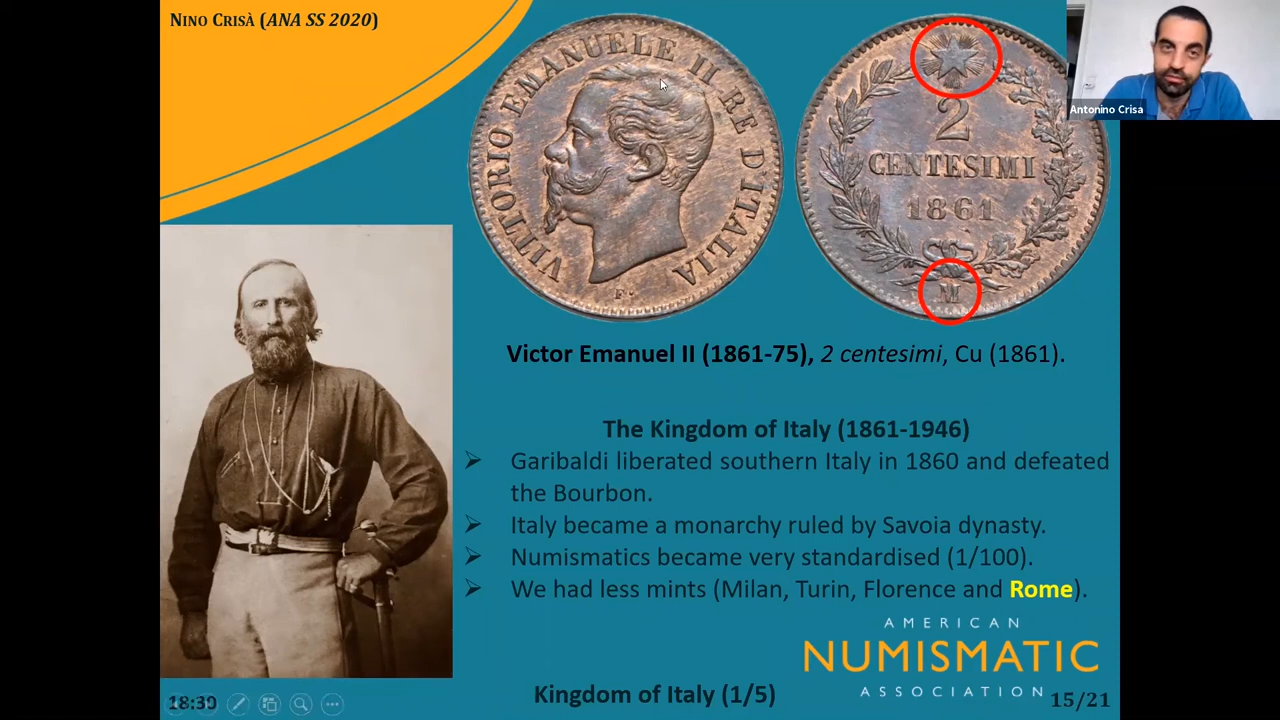 NINO CRISÀ (ANA SS 2020)
VITTORIO EMANUELE II RE D'ITALIA
F.
2
CENTESIMI
1861
M
Antonino Crisa
Victor Emanuel II (1861-75), 2 centesimi, Cu (1861).
The Kingdom of Italy (1861-1946)
➢ Garibaldi liberated southern Italy in 1860 and defeated
the Bourbon.
➢ Italy became a monarchy ruled by Savoia dynasty.
➢ Numismatics became very standardised (1/100).
➢ We had less mints (Milan, Turin, Florence and Rome).
AMERICAN
NUMISMATIC
ASSOCIATION
18:30
Kingdom of Italy (1/5)
15/21